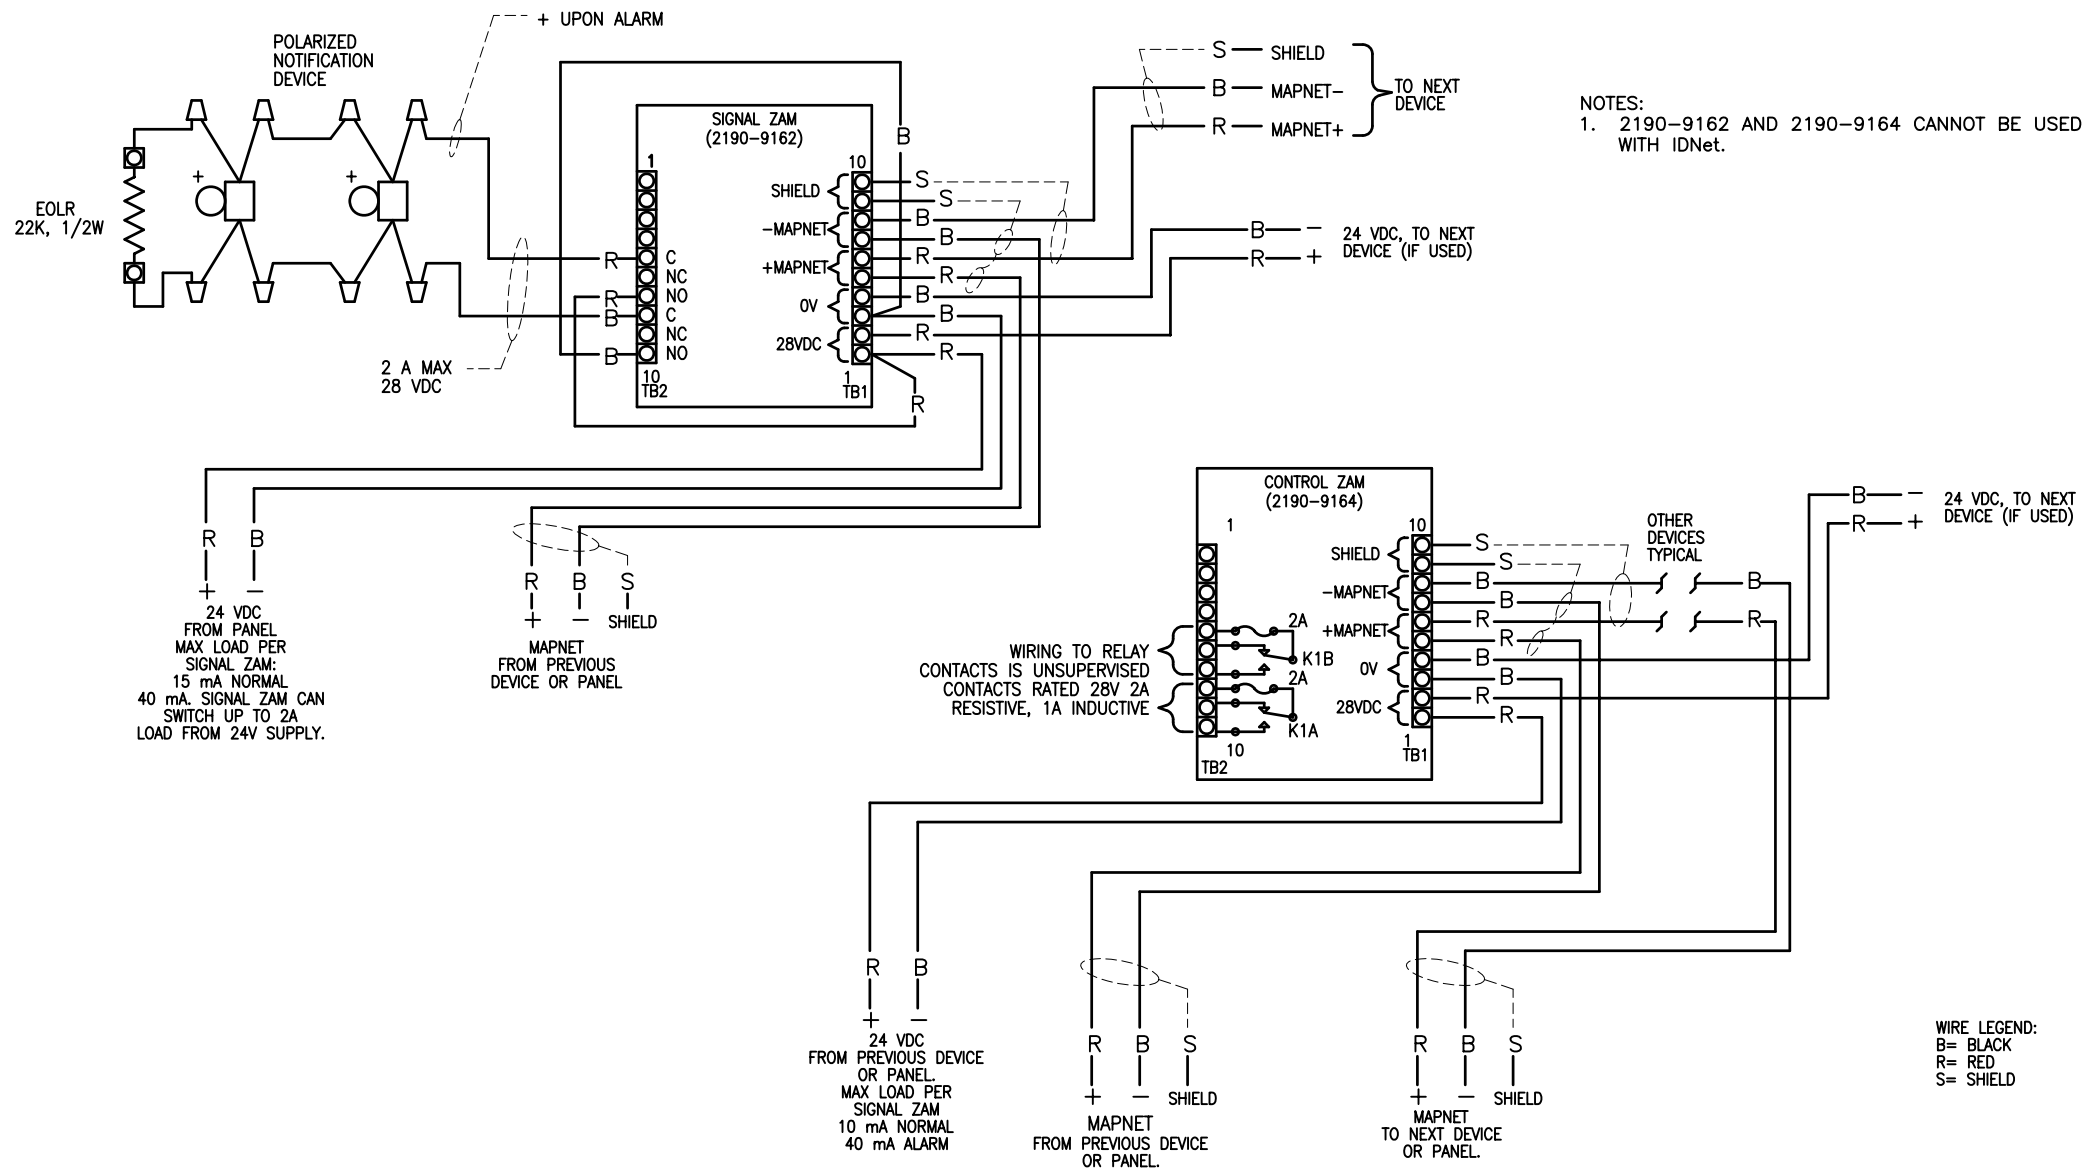 + UPON ALARM
POLARIZED
NOTIFICATION
DEVICE
EOLR
22K, 1/2W
+
+
2 A MAX
28 VDC
SIGNAL ZAM
(2190-9162)
1
10
SHIELD
-MAPNET
+MAPNET
0V
28VDC
C
NC
NO
C
NC
NO
10
TB2
1
TB1
R
R
B
B
B
S
S
B
B
R
R
B
B
R
R
R
S SHIELD
B MAPNET-
R MAPNET+
TO NEXT
DEVICE
B -
R +
24 VDC, TO NEXT
DEVICE (IF USED)
NOTES:
1. 2190-9162 AND 2190-9164 CANNOT BE USED
WITH IDNet.
R B
+ -
24 VDC
FROM PANEL
MAX LOAD PER
SIGNAL ZAM:
15 mA NORMAL
40 mA. SIGNAL ZAM CAN
SWITCH UP TO 2A
LOAD FROM 24V SUPPLY.
R B S
+ - SHIELD
MAPNET
FROM PREVIOUS
DEVICE OR PANEL
CONTROL ZAM
(2190-9164)
1
10
SHIELD
-MAPNET
+MAPNET
0V
28VDC
2A
K1B
2A
K1A
10
TB2
1
TB1
WIRING TO RELAY
CONTACTS IS UNSUPERVISED
CONTACTS RATED 28V 2A
RESISTIVE, 1A INDUCTIVE
S
S
B
B
R
R
B
B
R
R
OTHER
DEVICES
TYPICAL
B
R
B -
R +
24 VDC, TO NEXT
DEVICE (IF USED)
R B
+ -
24 VDC
FROM PREVIOUS DEVICE
OR PANEL.
MAX LOAD PER
SIGNAL ZAM
10 mA NORMAL
40 mA ALARM
R B S
+ - SHIELD
MAPNET
FROM PREVIOUS DEVICE
OR PANEL.
R B S
+ - SHIELD
MAPNET
TO NEXT DEVICE
OR PANEL.
WIRE LEGEND:
B= BLACK
R= RED
S= SHIELD